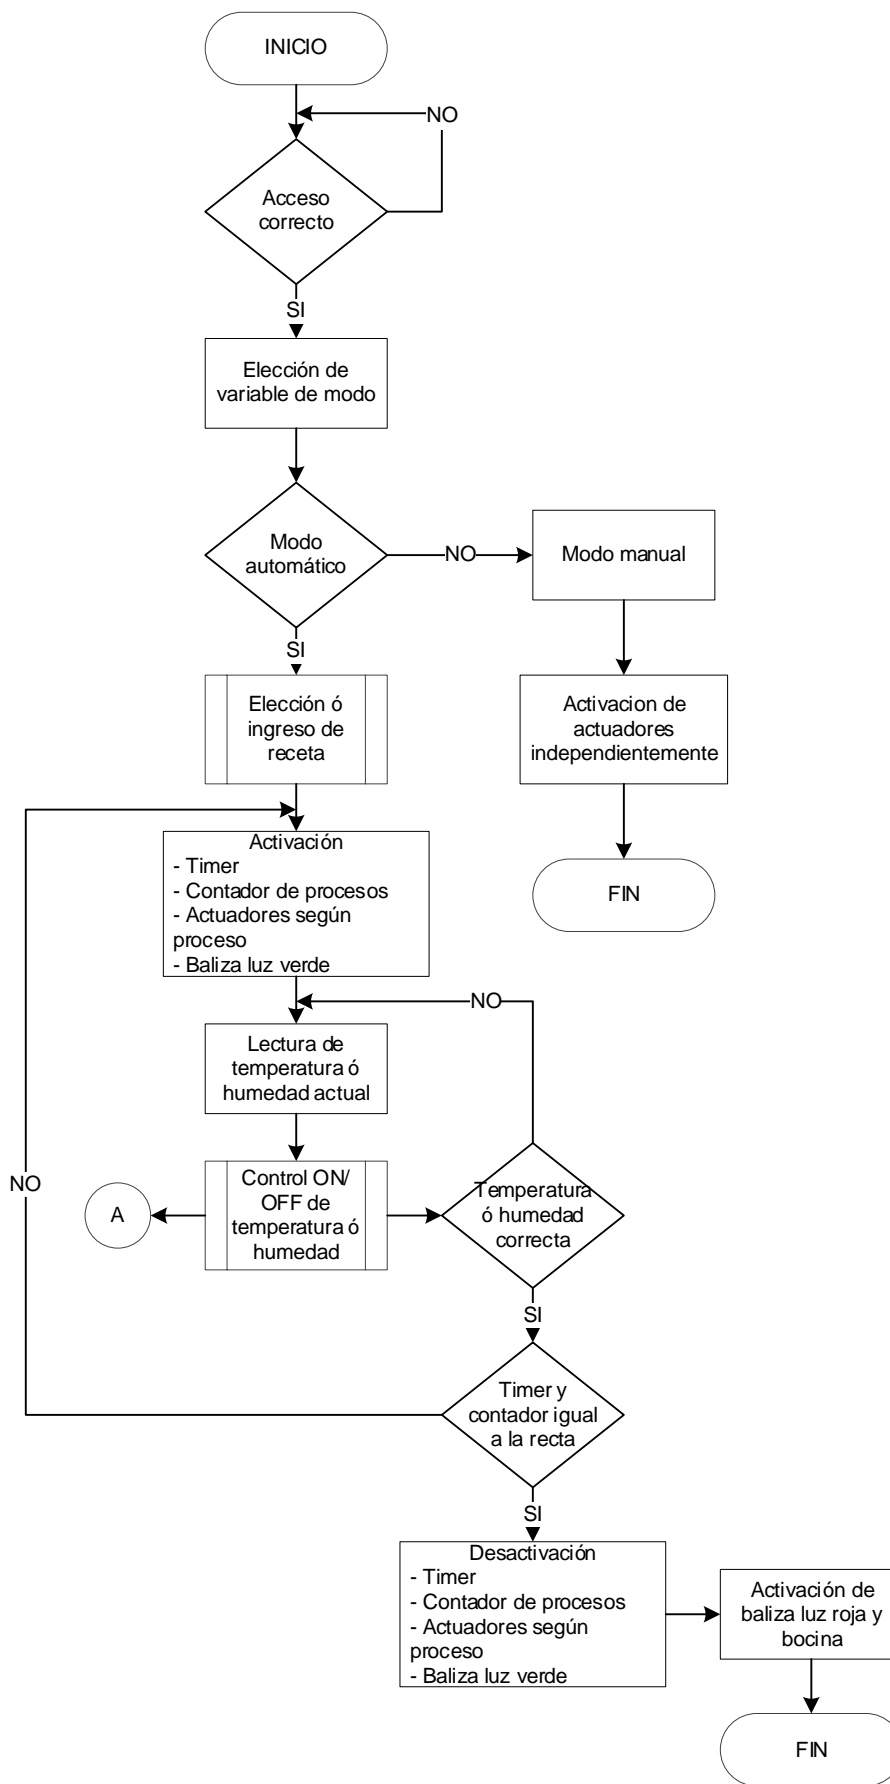 INICIO
NO
Acceso
correcto
SI
Elección de
variable de modo
Modo
automático
NO
Modo manual
SI
Elección ó
ingreso de
receta
Activacion de
actuadores
independientemente
Activación
- Timer
- Contador de procesos
- Actuadores según
proceso
- Baliza luz verde
FIN
NO
Lectura de
temperatura ó
humedad actual
NO
A
Control ON/
OFF de
temperatura ó
humedad
Temperatura
ó humedad
correcta
SI
Timer y
contador igual
a la recta
SI
Desactivación
- Timer
- Contador de procesos
- Actuadores según
proceso
- Baliza luz verde
Activación de
baliza luz roja y
bocina
FIN